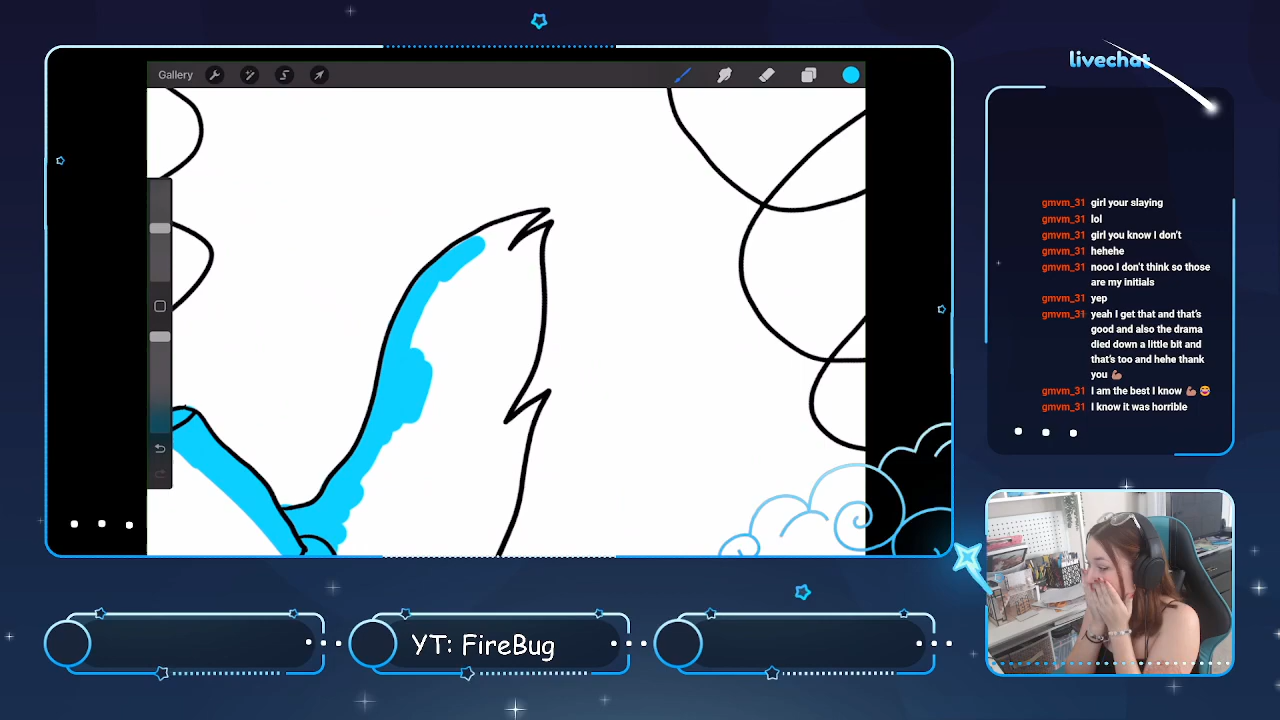 Gallery
livechat
gmvm_31 girl your slaying
gmvm_31 lol
gmvm_31 girl you know I don't
gmvm_31 hehehe
gmvm_31 nooo I don't think so those
are my initials
gmvm_31 yep
gmvm_31 yeah I get that and that's
good and also the drama
died down a little bit and
that's too and hehe thank
you 💪🏽
gmvm_31 I am the best I know 💪🏽 😍
gmvm_31 I know it was horrible
YT: FireBug